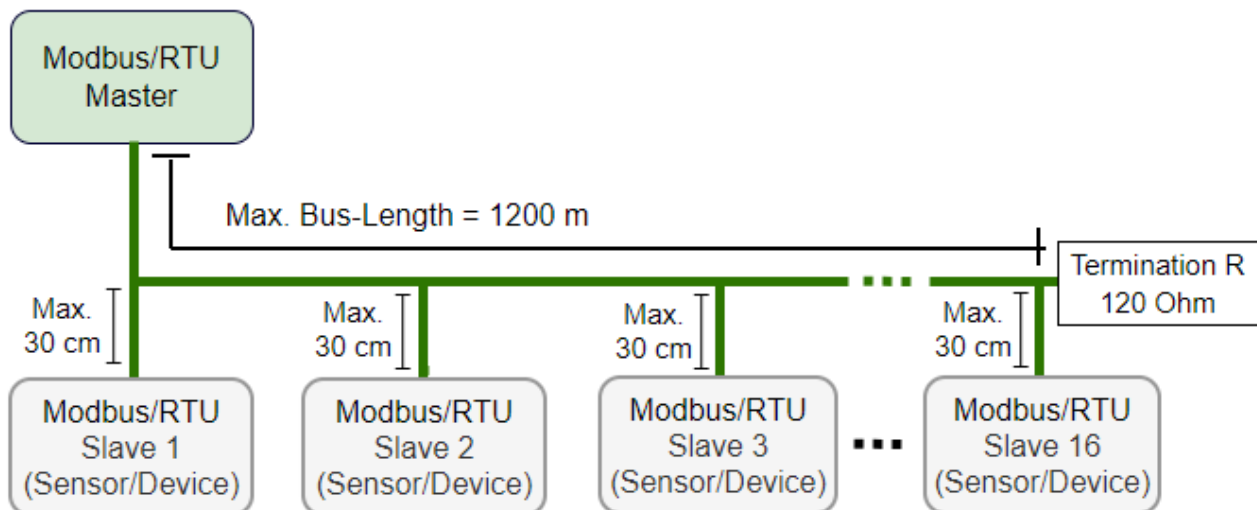 Modbus/RTU
Master
Max. Bus-Length = 1200 m
Termination R
120 Ohm
Max.
30 cm
Max.
30 cm
Max.
30 cm
Max.
30 cm
Modbus/RTU
Slave 1
(Sensor/Device)
Modbus/RTU
Slave 2
(Sensor/Device)
Modbus/RTU
Slave 3
(Sensor/Device)
Modbus/RTU
Slave 16
(Sensor/Device)